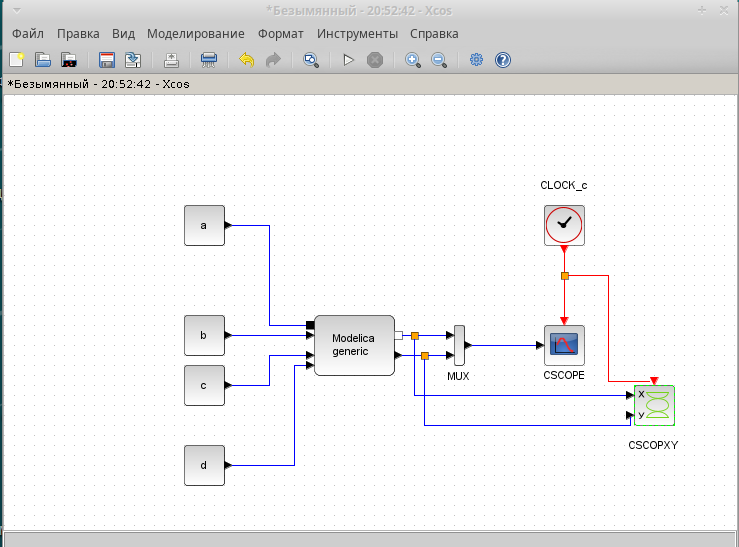 *Безымянный - 20:52:42 - Xcos
Файл Правка Вид Моделирование Формат Инструменты Справка
*Безымянный - 20:52:42 - Xcos
CLOCK_c
a
b
Modelica
generic
MUX
CSCOPE
c
X
y
CSCOPXY
d